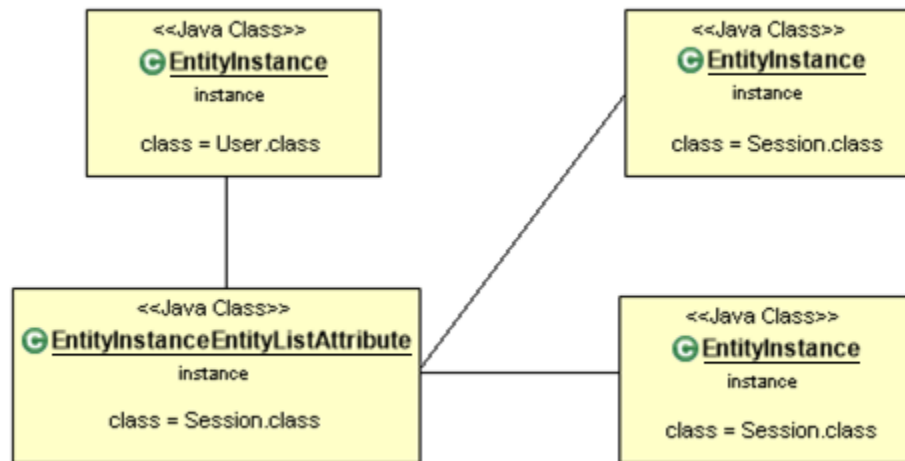 <<Java Class>>
C EntityInstance
instance
class = User.class
<<Java Class>>
C EntityInstance
instance
class = Session.class
<<Java Class>>
C EntityInstanceEntityListAttribute
instance
class = Session.class
<<Java Class>>
C EntityInstance
instance
class = Session.class